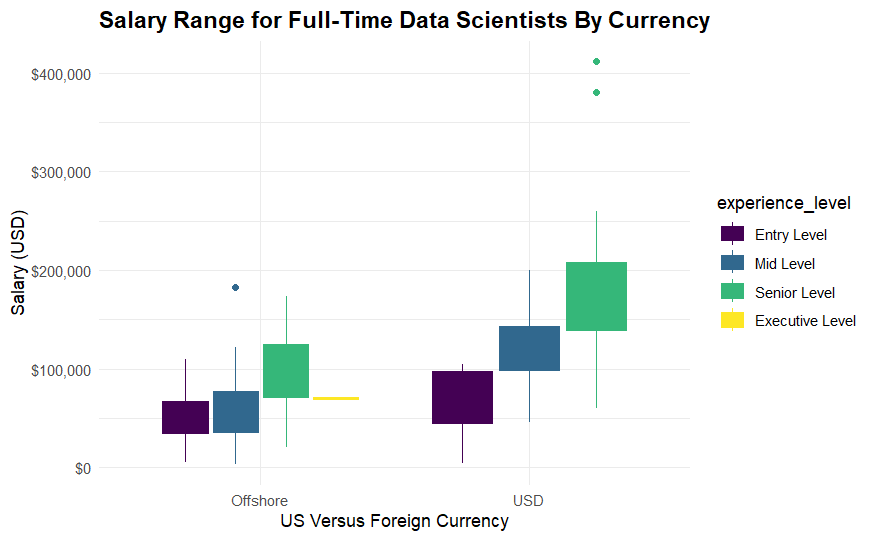 Salary Range for Full-Time Data Scientists By Currency
Salary (USD)
$400,000
$300,000
$200,000
$100,000
$0
Offshore
USD
US Versus Foreign Currency
experience_level
Entry Level
Mid Level
Senior Level
Executive Level